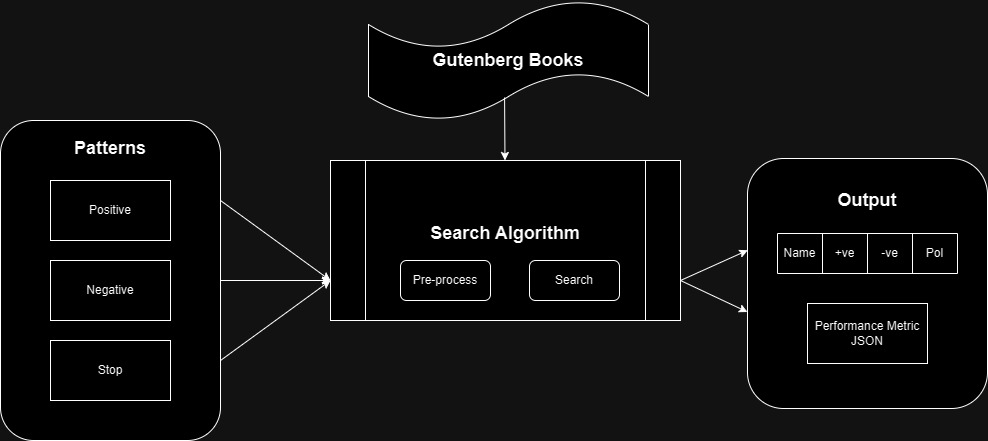 Gutenberg Books
Patterns
Positive
Negative
Stop
Search Algorithm
Pre-process
Search
Output
Name +ve -ve Pol
Performance Metric
JSON